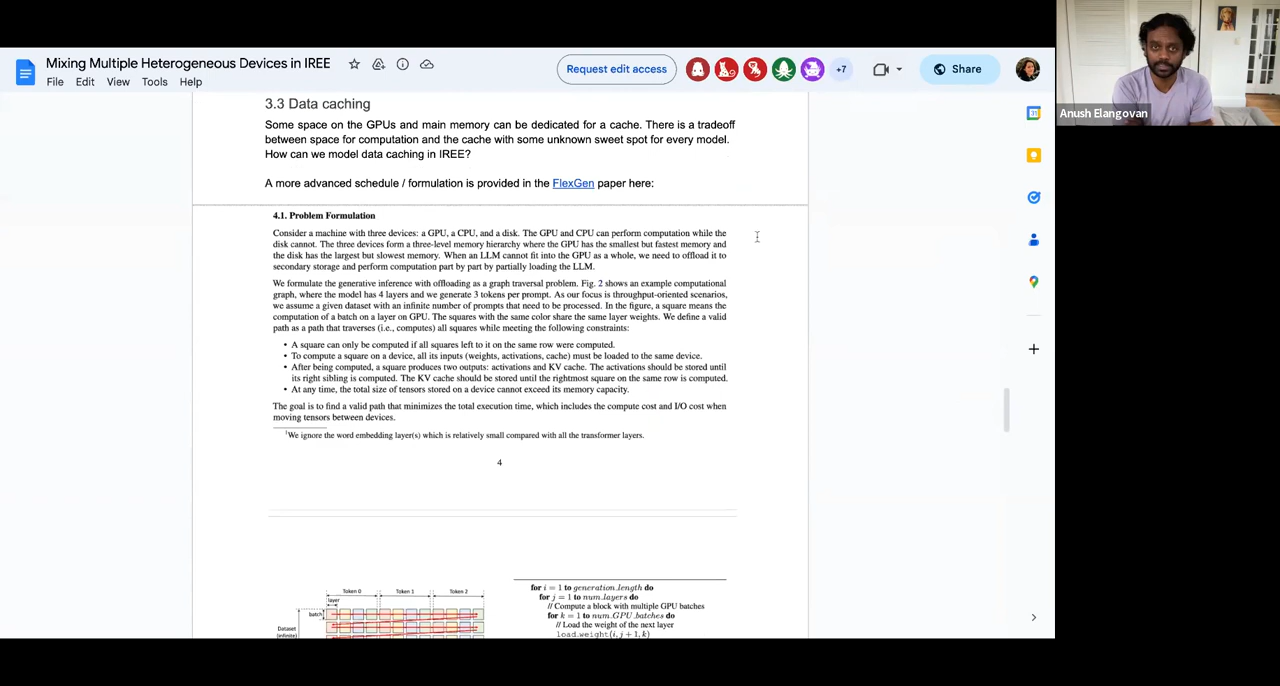 Mixing Multiple Heterogeneous Devices in IREE
File Edit View Tools Help
Request edit access
+7
Share
Anush Elangovan
3.3 Data caching
Some space on the GPUs and main memory can be dedicated for a cache. There is a tradeoff
between space for computation and the cache with some unknown sweet spot for every model.
How can we model data caching in IREE?
A more advanced schedule / formulation is provided in the FlexGen paper here:
4.1. Problem Formulation
Consider a machine with three devices: a GPU, a CPU, and a disk. The GPU and CPU can perform computation while the
disk cannot. The three devices form a three-level memory hierarchy where the GPU has the smallest but fastest memory and
the disk has the largest but slowest memory. When an LLM cannot fit into the GPU as a whole, we need to offload it to
secondary storage and perform computation part by part by partially loading the LLM.
We formulate the generative inference with offloading as a graph traversal problem. Fig. 2 shows an example computational
graph, where the model has 4 layers and we generate 3 tokens per prompt. As our focus is throughput-oriented scenarios,
we assume a given dataset with an infinite number of prompts that need to be processed. In the figure, a square means the
computation of a batch on a layer on GPU. The squares with the same color share the same layer weights. We define a valid
path as a path that traverses (i.e., computes) all squares while meeting the following constraints:
• A square can only be computed if all squares left to it on the same row were computed.
• To compute a square on a device, all its inputs (weights, activations, cache) must be loaded to the same device.
• After being computed, a square produces two outputs: activations and KV cache. The activations should be stored until
its right sibling is computed. The KV cache should be stored until the rightmost square on the same row is computed.
• At any time, the total size of tensors stored on a device cannot exceed its memory capacity.
The goal is to find a valid path that minimizes the total execution time, which includes the compute cost and I/O cost when
moving tensors between devices.
1We ignore the word embedding layer(s) which is relatively small compared with all the transformer layers.
4
Token 0 Token 1 Token 2
layer
batch
Dataset
(infinite)
for i = 1 to generation_length do
for j = 1 to num_layers do
// Compute a block with multiple GPU batches
for k = 1 to num_GPU_batches do
// Load the weight of the next layer
load_weight(i, j + 1, k)